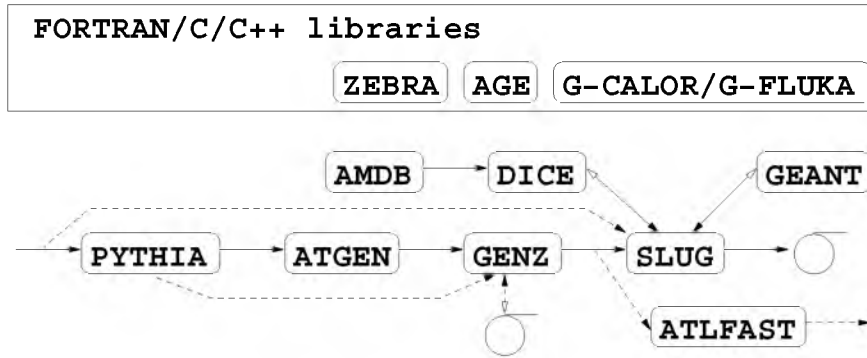 FORTRAN/C/C++ libraries
ZEBRA AGE G-CALOR/G-FLUKA
AMDB DICE GEANT
PYTHIA ATGEN GENZ SLUG
ATLFAST